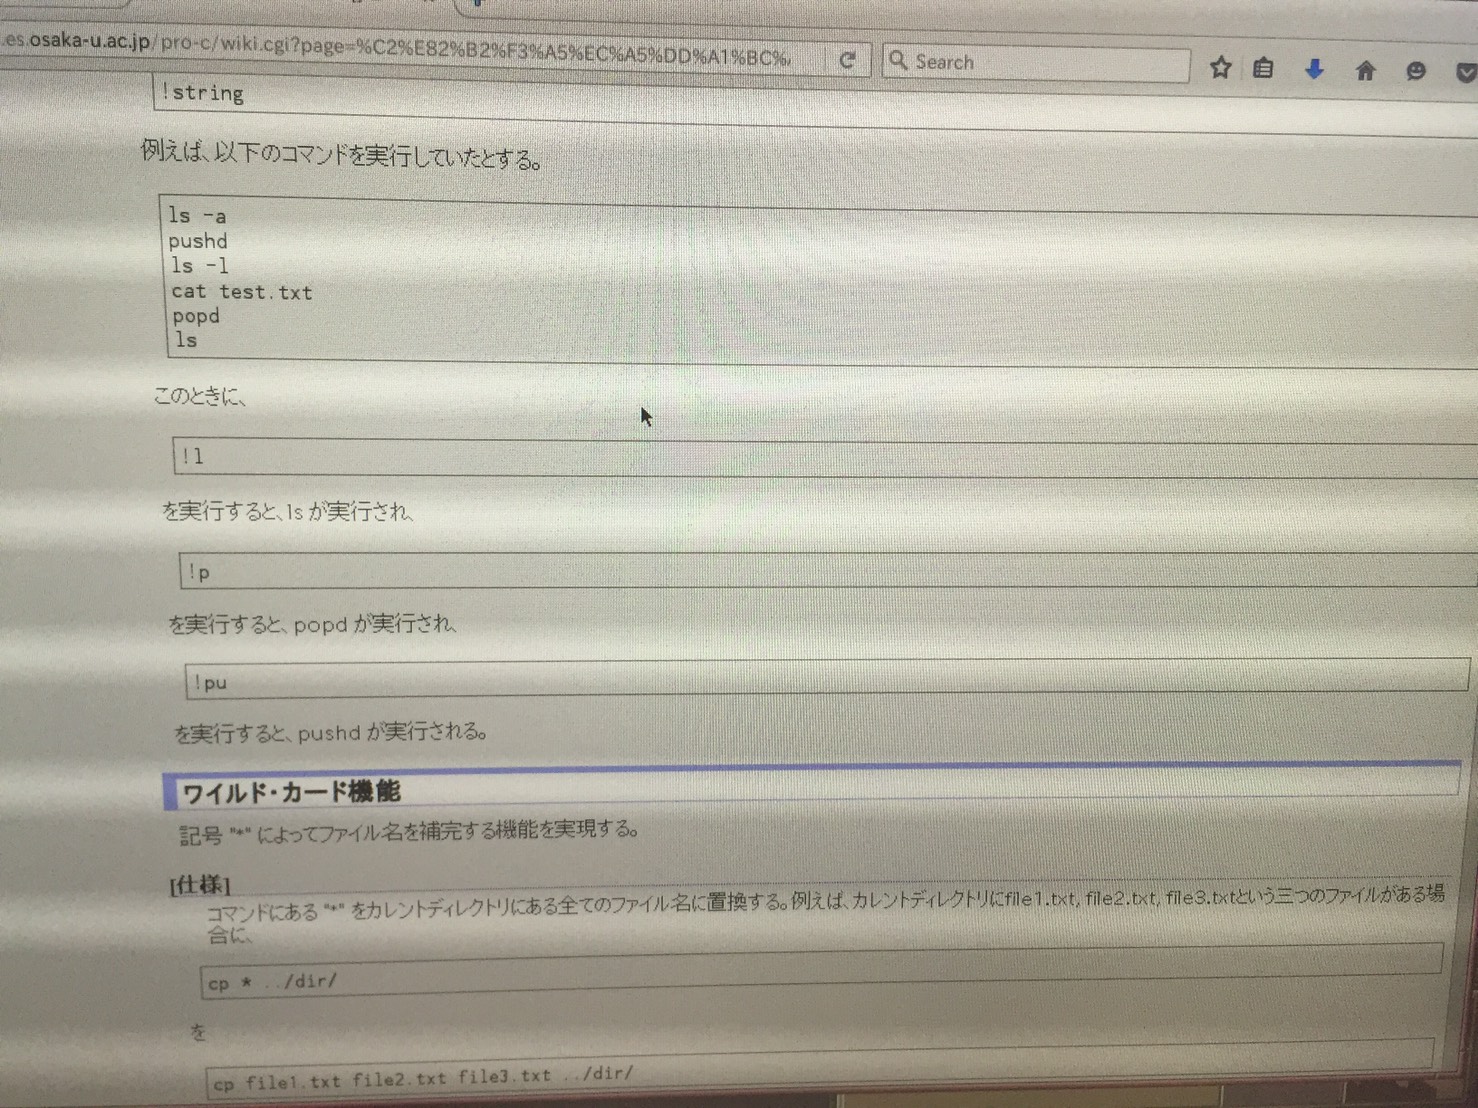 .es.osaka-u.ac.jp/pro-c/wiki.cgi?page=%C2%E82%B2%F3%A5%EC%A5%DD%A1%BC%
Search
!string
例えば、以下のコマンドを実行していたとする。
ls -a
pushd
ls -l
cat test.txt
popd
ls
このときに、
!l
を実行すると、ls が実行され、
!p
を実行すると、popd が実行され、
!pu
を実行すると、pushd が実行される。
ワイルド・カード機能
記号 "*" によってファイル名を補完する機能を実現する。
[仕様]
コマンドにある "*" をカレントディレクトリにある全てのファイル名に置換する。例えば、カレントディレクトリにfile1.txt, file2.txt, file3.txtという三つのファイルがある場
合に、
cp * ../dir/
を
cp file1.txt file2.txt file3.txt ../dir/